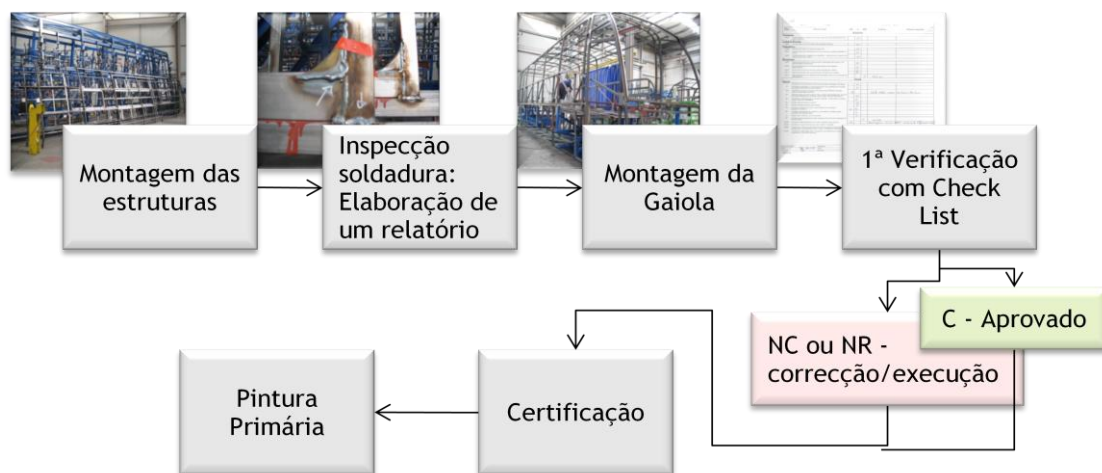 Montagem das
estruturas
Inspecção
soldadura:
Elaboração de
um relatório
Montagem da
Gaiola
1ª Verificação
com Check
List
C - Aprovado
NC ou NR -
correcção/execução
Certificação
Pintura
Primária